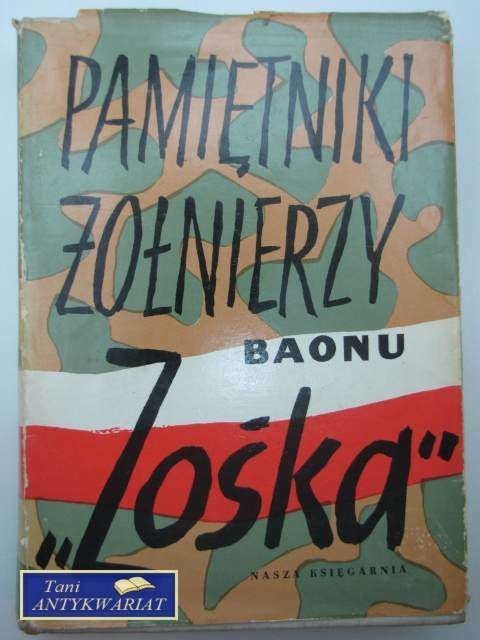 PAMIĘTNIKI
ŻOŁNIERZY
BAONU
„Zośka”
NASZA KSIĘGARNIA
Tani
ANTYKWARIAT